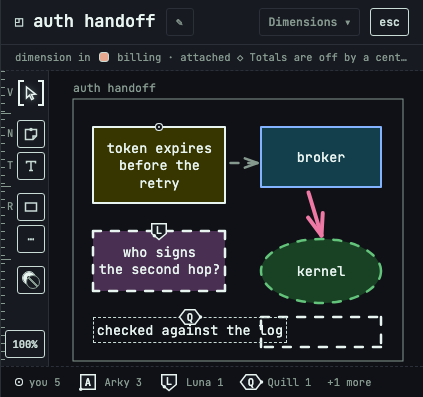 auth handoff
Dimensions
esc
dimension in billing · attached ◇ Totals are off by a cent…
V
N
T
R
100%
auth handoff
token expires
before the
retry
broker
L
who signs
the second hop?
kernel
Q
checked against the log
you 5
A Arky 3
L Luna 1
Q Quill 1
+1 more